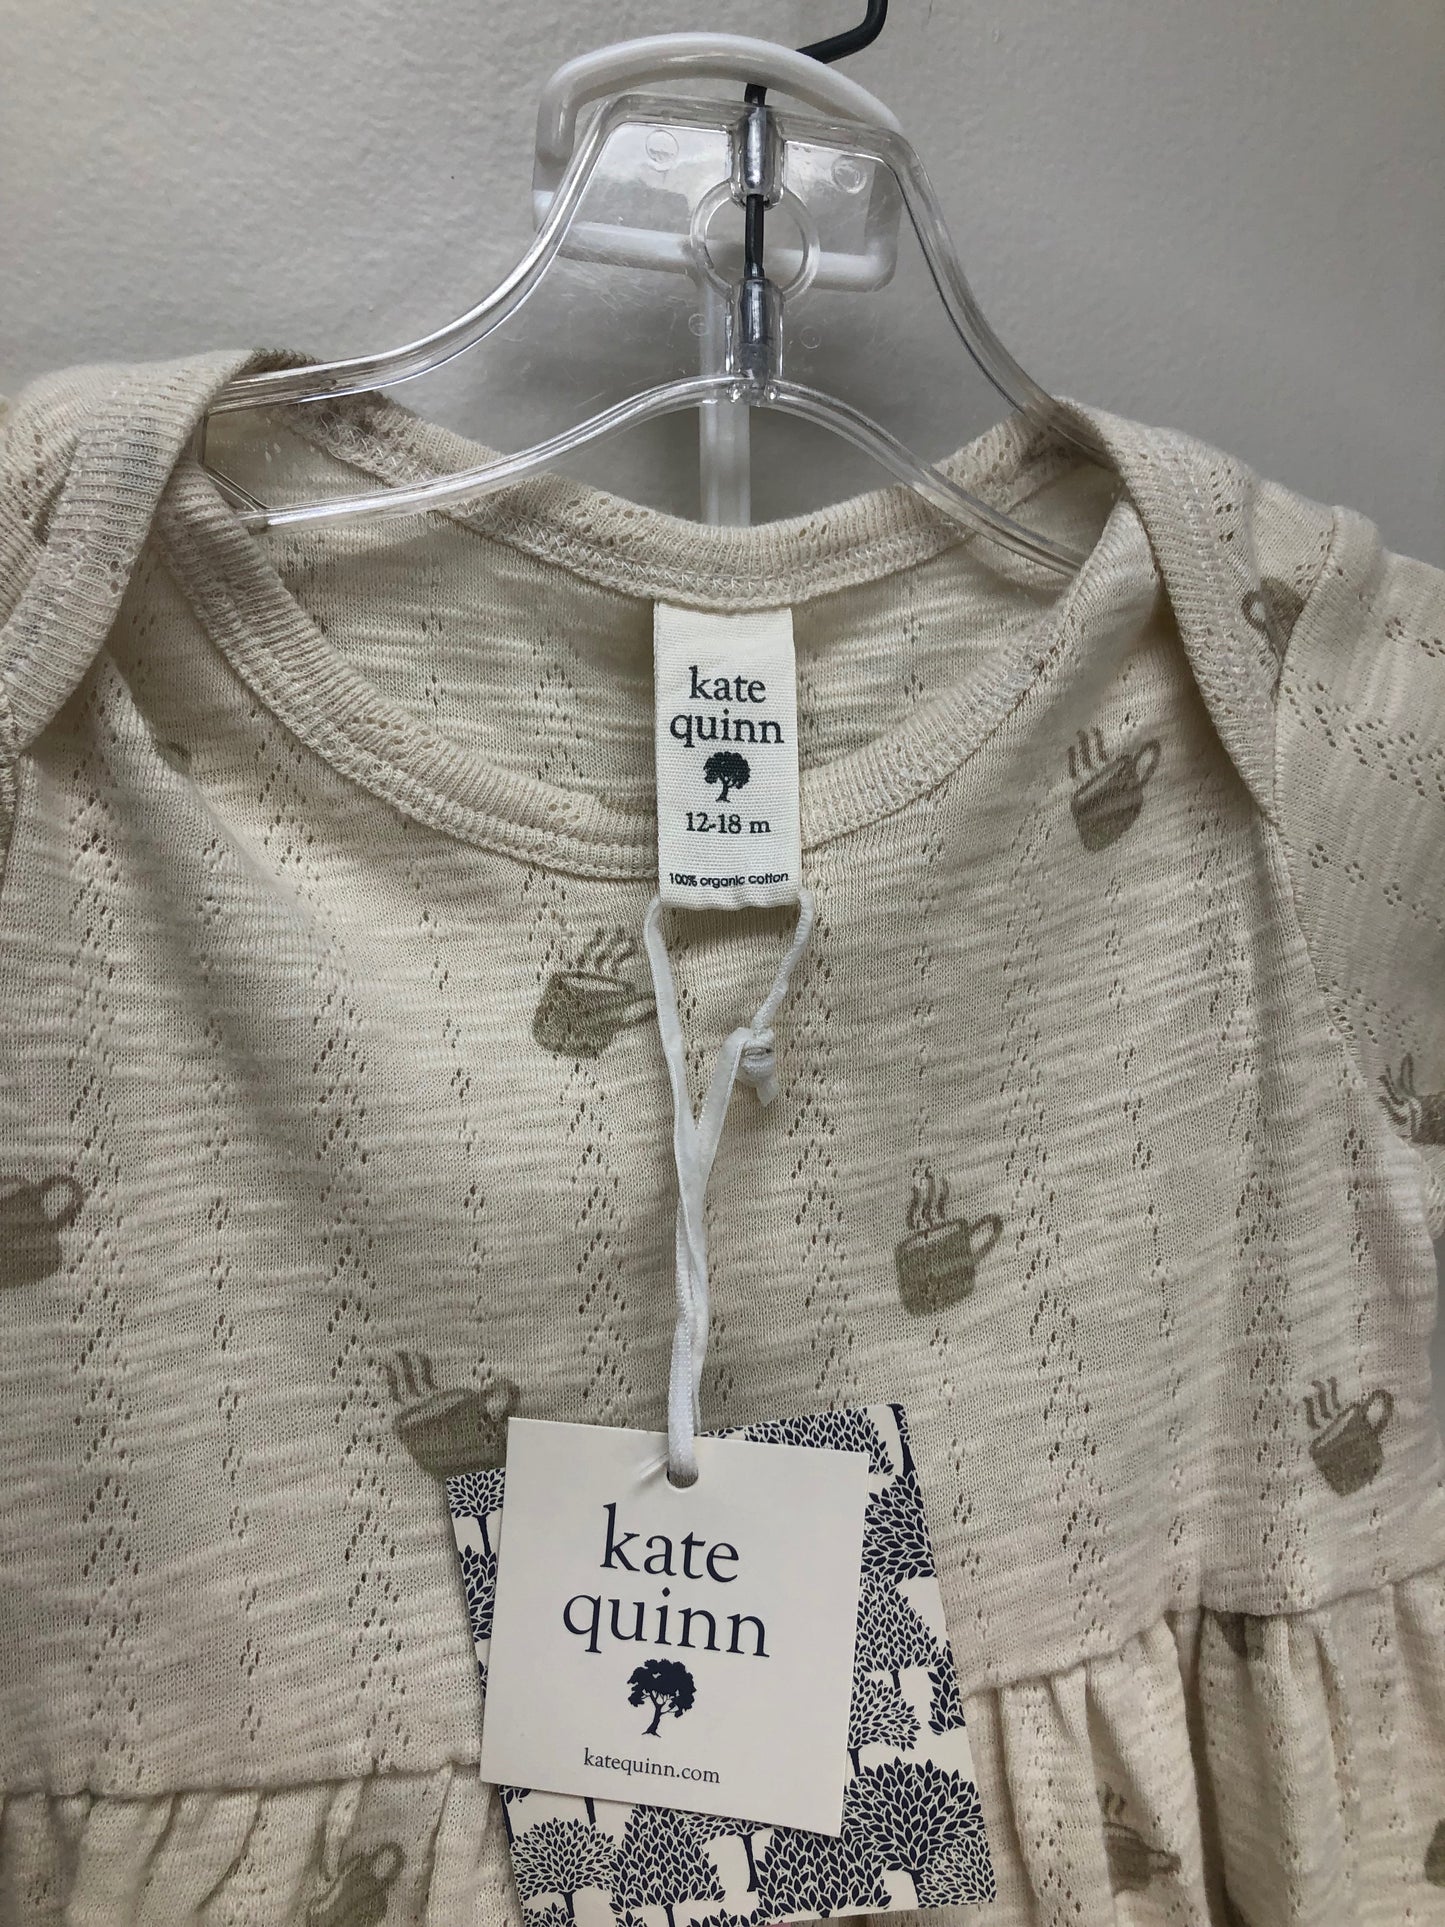 kate
quinn
12-18 m
100% organic cotton
kate
quinn
katequinn.com